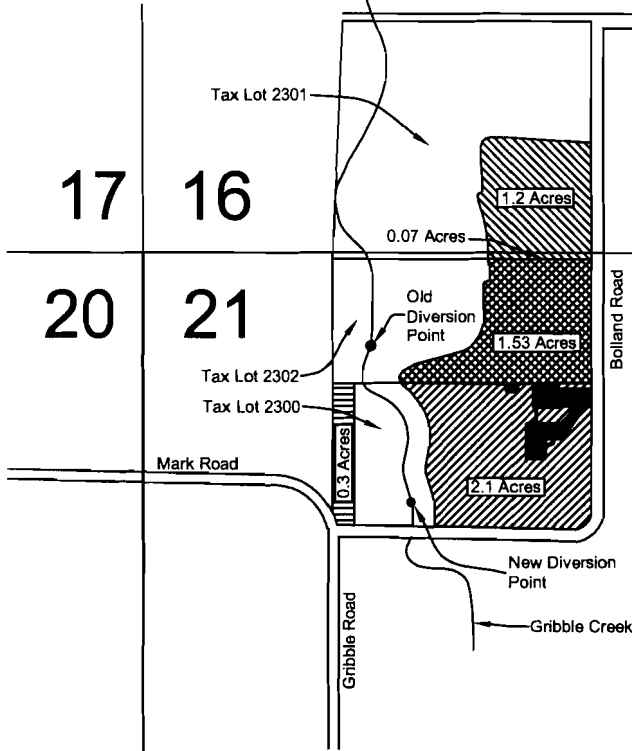 Tax Lot 2301
17
16
1.2 Acres
0.07 Acres
20
21
Old
Diversion
Point
1.53 Acres
Bolland Road
Tax Lot 2302
Tax Lot 2300
0.3 Acres
Mark Road
2.1 Acres
New Diversion
Point
Gribble Road
Gribble Creek